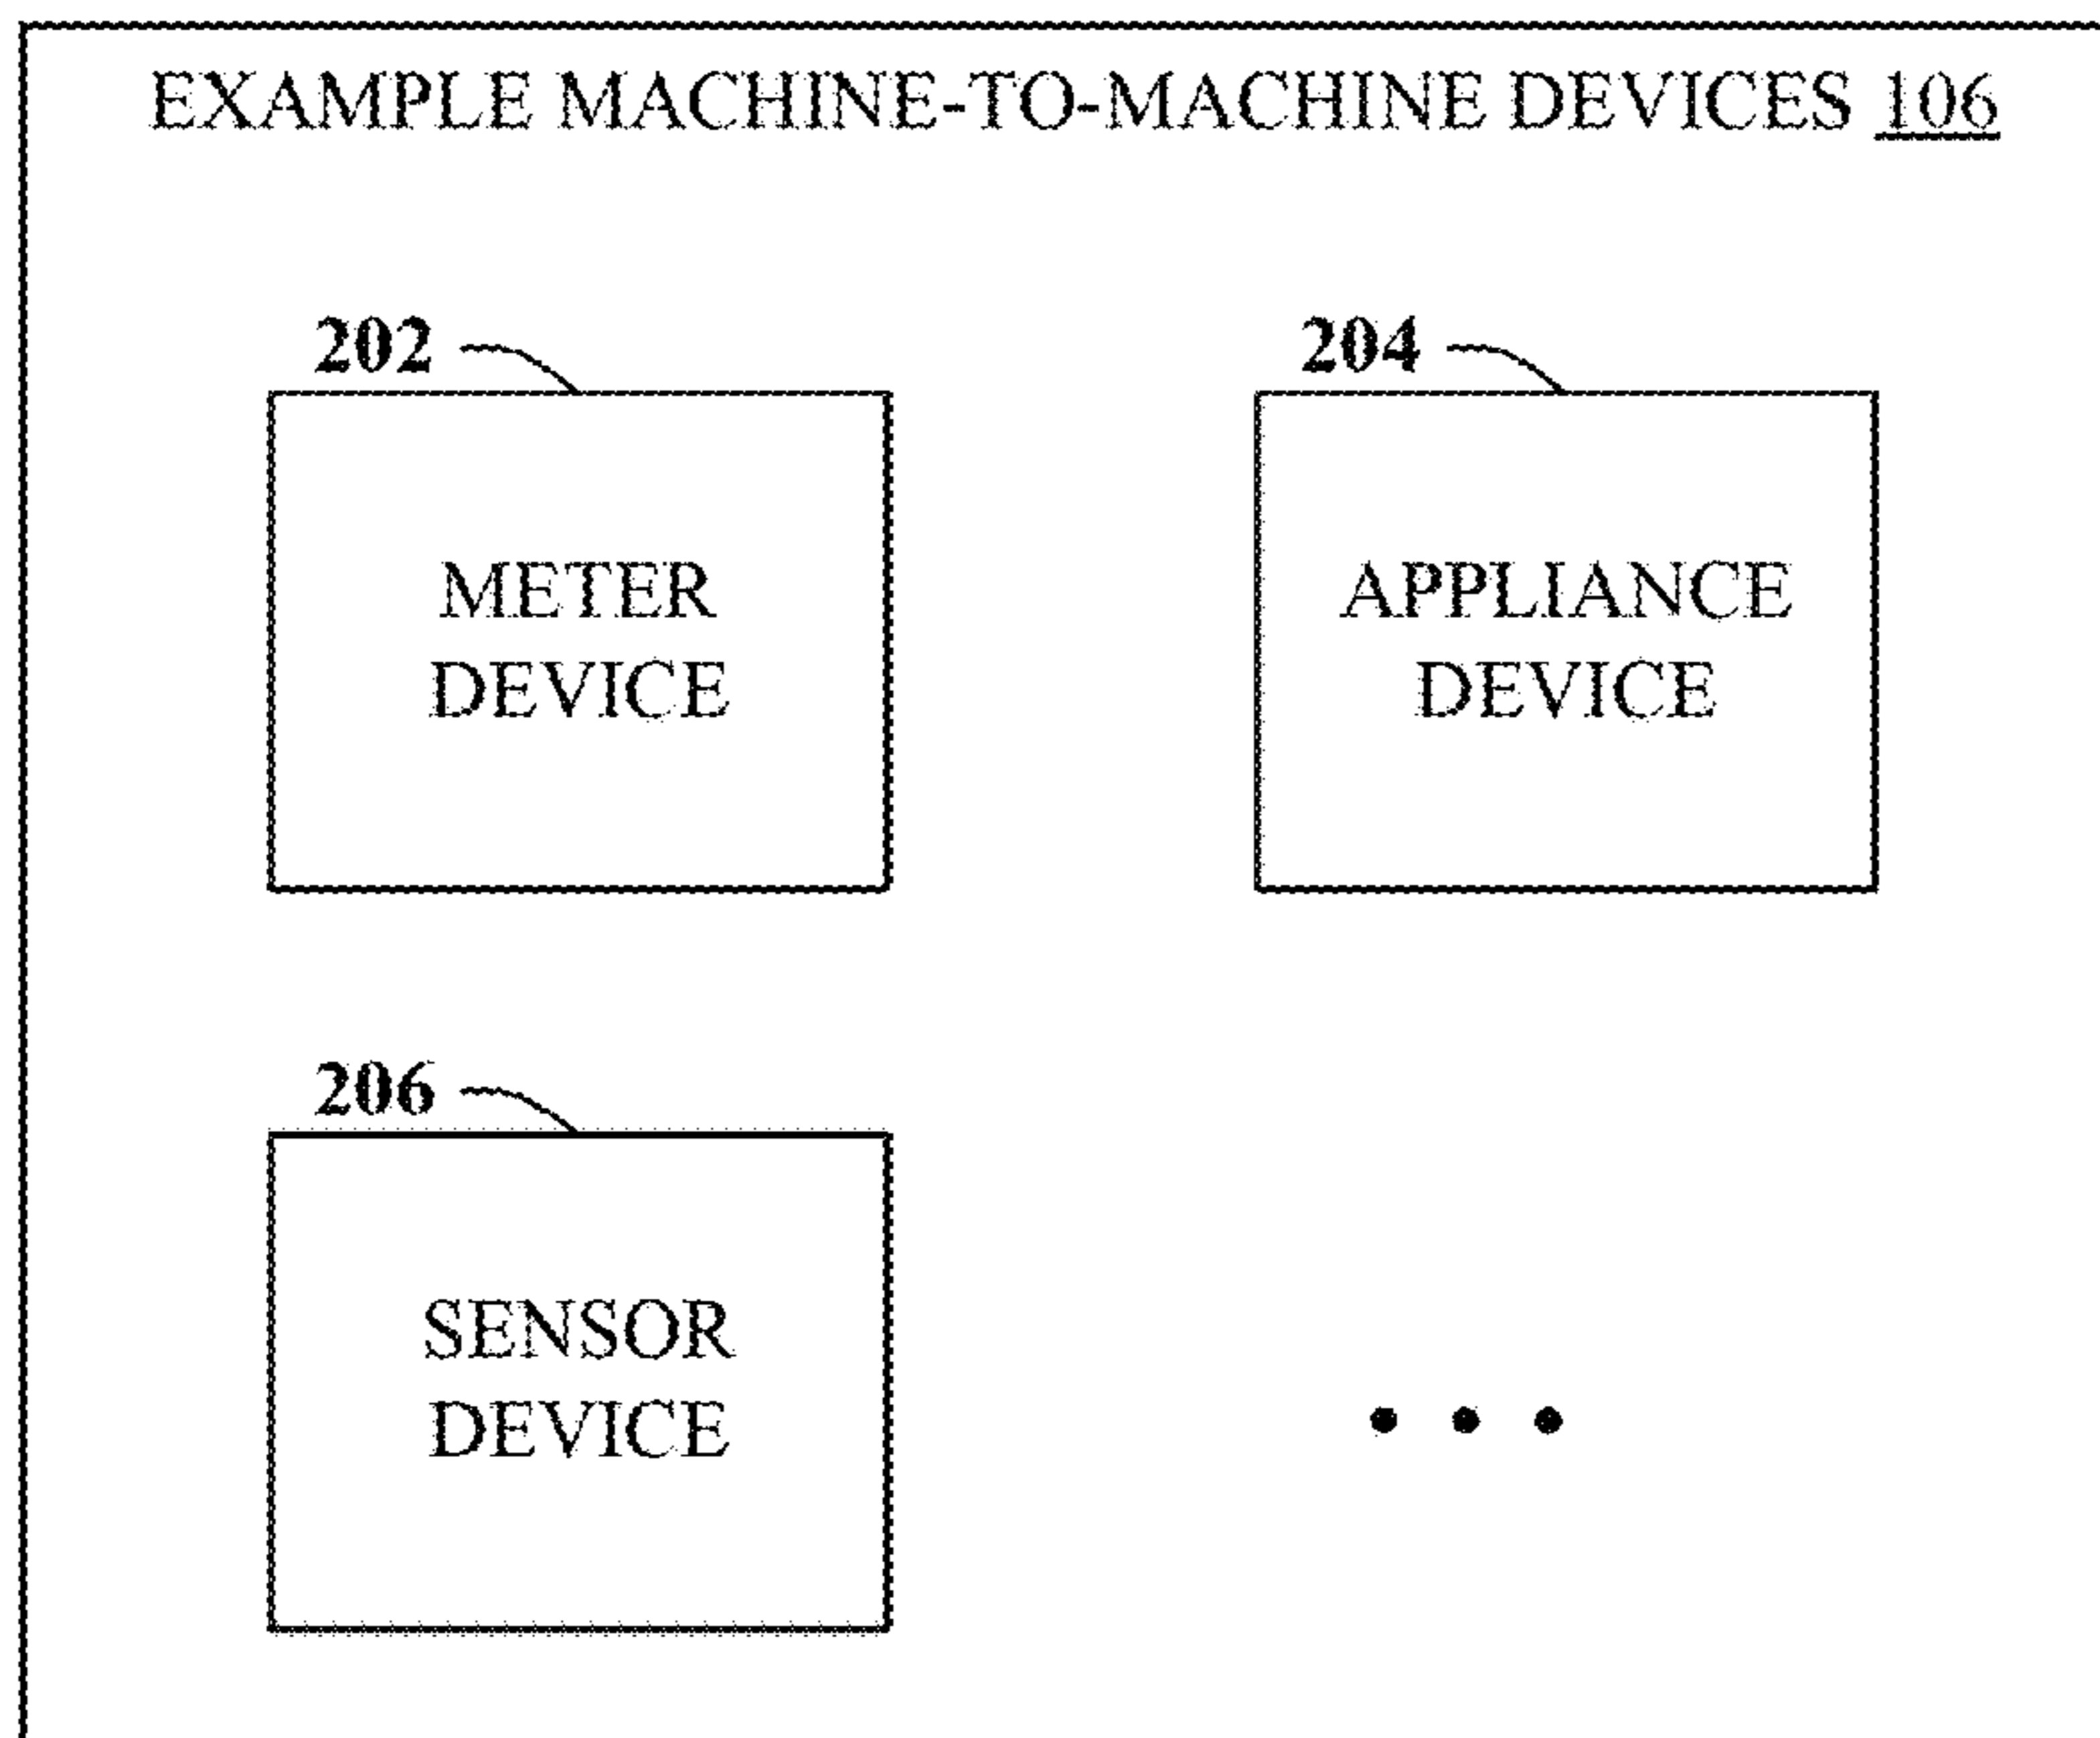 EXAMPLE MACHINE-TO-MACHINE DEVICES 106
202
METER
DEVICE
204
APPLIANCE
DEVICE
206
SENSOR
DEVICE
• • •